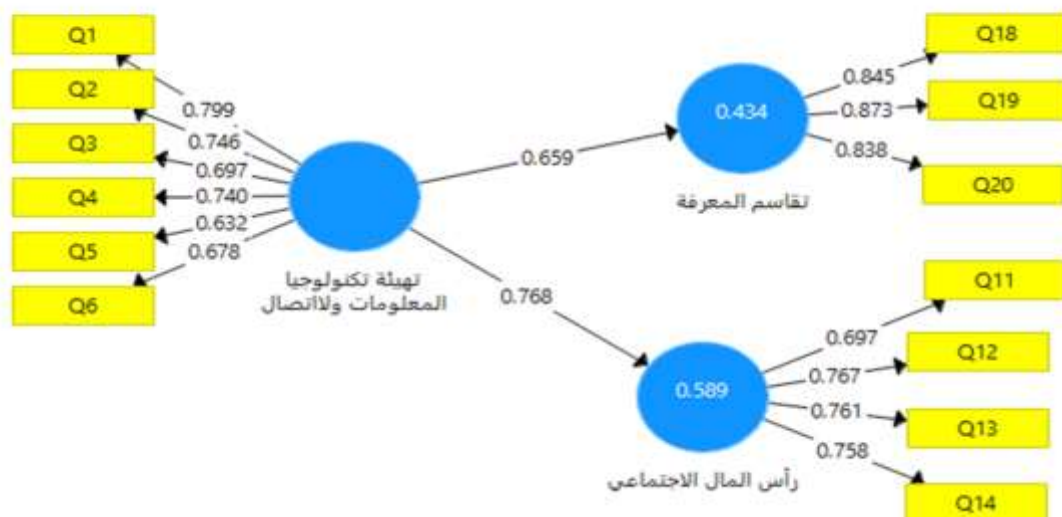 Q1
Q2
Q3
Q4
Q5
Q6
0.799
0.746
0.697
0.740
0.632
0.678
تهيئة تكنولوجيا
المعلومات ولااتصال
0.659
0.768
0.434
تقاسم المعرفة
0.845
0.873
0.838
Q18
Q19
Q20
0.589
رأس المال الاجتماعي
0.697
0.767
0.761
0.758
Q11
Q12
Q13
Q14